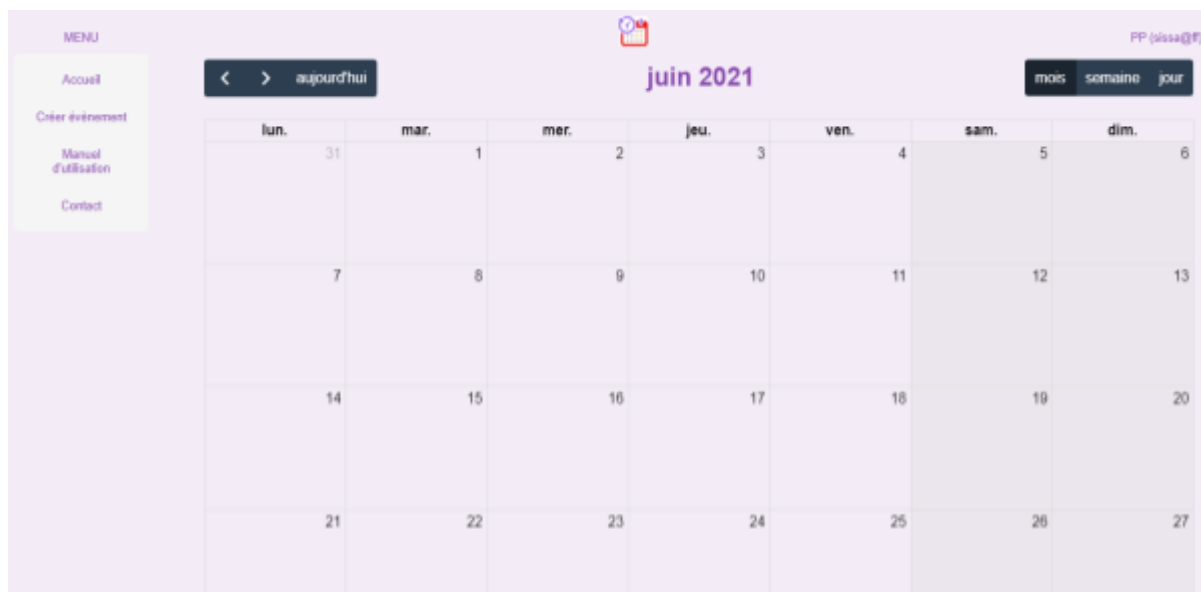 MENU
PP (sissa@ff)
Accueil
Créer événement
Manuel
d'utilisation
Contact
aujourd'hui
juin 2021
mois semaine jour
lun. mar. mer. jeu. ven. sam. dim.
31 1 2 3 4 5 6
7 8 9 10 11 12 13
14 15 16 17 18 19 20
21 22 23 24 25 26 27